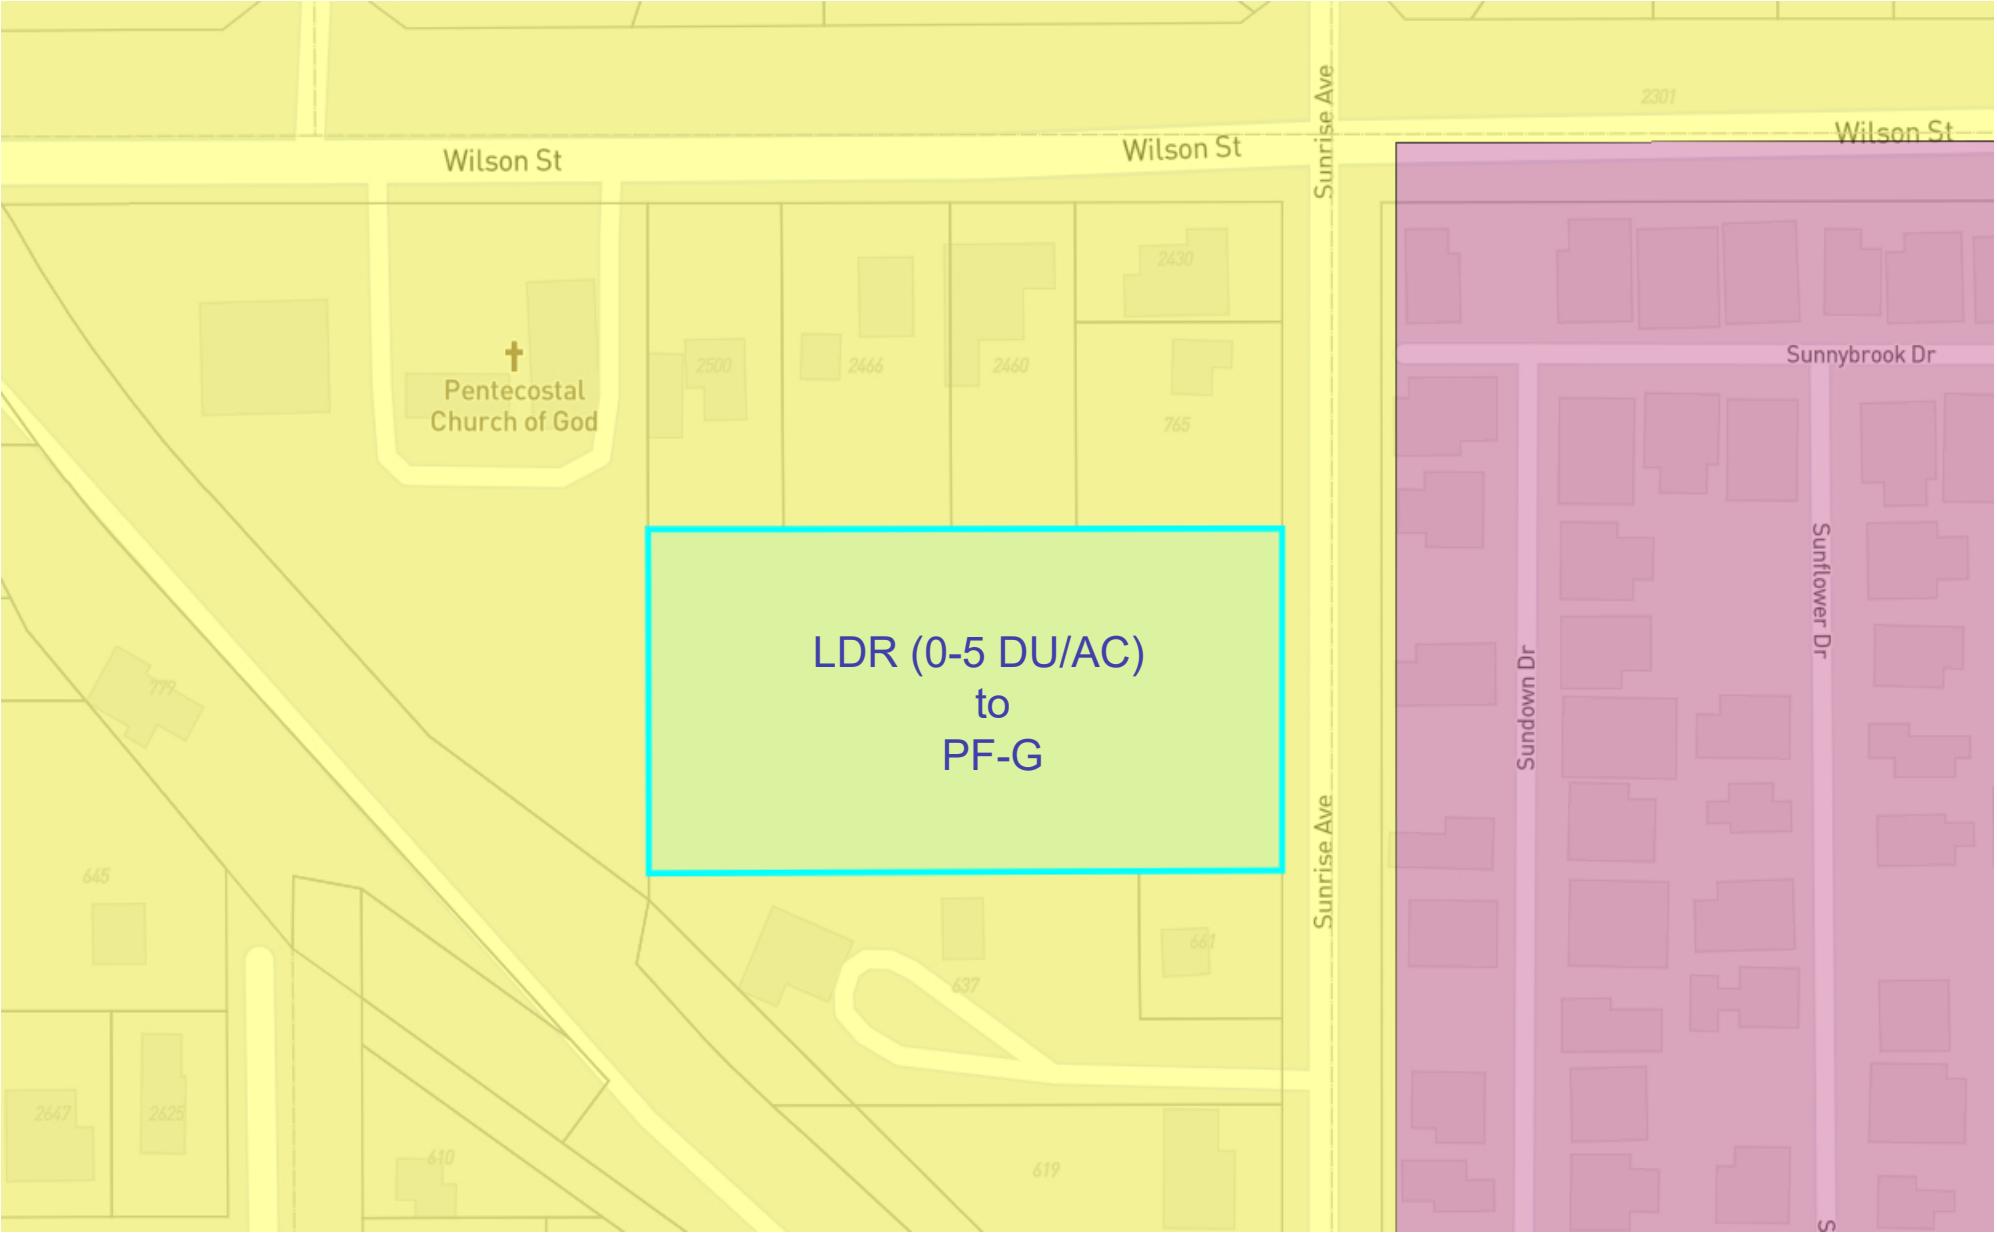 2301
Sunrise Ave
Wilson St
Wilson St
Wilson St
2430
2500
2466
2460
765
Pentecostal
Church of God
Sunnybrook Dr
Sunflower Dr
LDR (0-5 DU/AC)
to
PF-G
779
Sundown Dr
Sunrise Ave
645
661
637
2647
2625
610
619
S